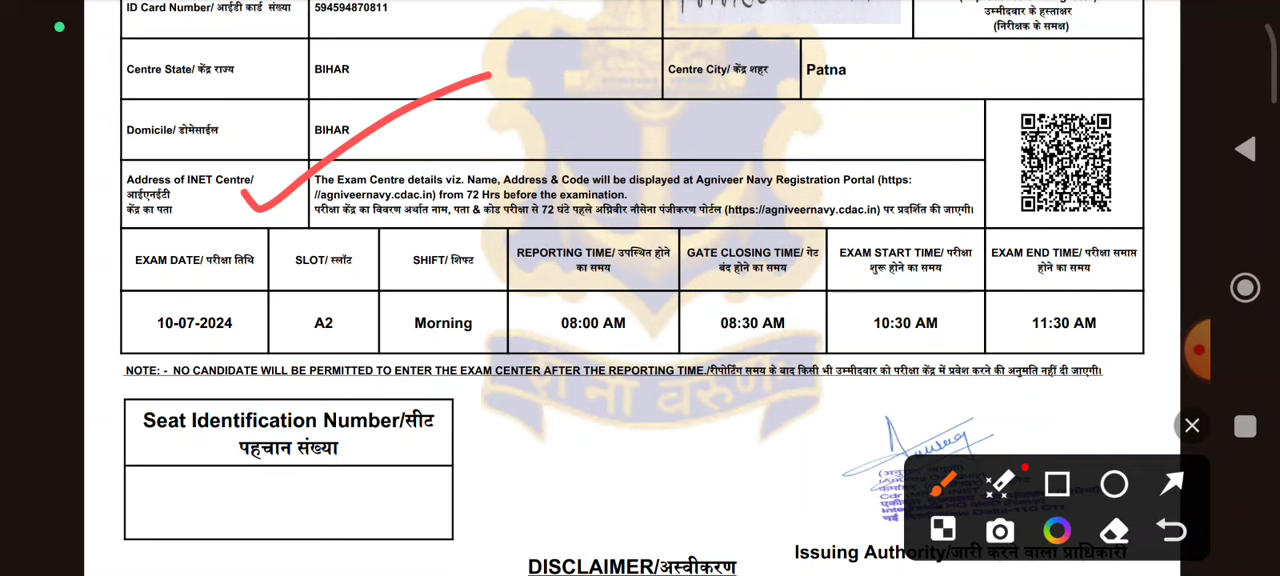 ID Card Number/ आईडी कार्ड संख्या 594594870811
उम्मीदवार के हस्ताक्षर
(निरीक्षक के समक्ष)
Centre State/ केंद्र राज्य BIHAR Centre City/ केंद्र शहर Patna
Domicile/ डोमेसाईल BIHAR
Address of INET Centre/
आईएनईटी
केंद्र का पता
The Exam Centre details viz. Name, Address & Code will be displayed at Agniveer Navy Registration Portal (https:
//agniveernavy.cdac.in) from 72 Hrs before the examination.
परीक्षा केंद्र का विवरण अर्थात नाम, पता & कोड परीक्षा से 72 घंटे पहले अग्निवीर नौसेना पंजीकरण पोर्टल (https://agniveernavy.cdac.in) पर प्रदर्शित की जाएगी।
EXAM DATE/ परीक्षा तिथि
SLOT/ स्लॉट
SHIFT/ शिफ्ट
REPORTING TIME/ उपस्थित होने
का समय
GATE CLOSING TIME/ गेट
बंद होने का समय
EXAM START TIME/ परीक्षा
शुरू होने का समय
EXAM END TIME/ परीक्षा समाप्त
होने का समय
10-07-2024 A2 Morning 08:00 AM 08:30 AM 10:30 AM 11:30 AM
NOTE: - NO CANDIDATE WILL BE PERMITTED TO ENTER THE EXAM CENTER AFTER THE REPORTING TIME./रीपोर्टिंग समय के बाद किसी भी उम्मीदवार को परीक्षा केंद्र में प्रवेश करने की अनुमति नहीं दी जाएगी।
Seat Identification Number/सीट
पहचान संख्या
Issuing Authority/जारी करने वाला प्राधिकारी
DISCLAIMER/अस्वीकरण